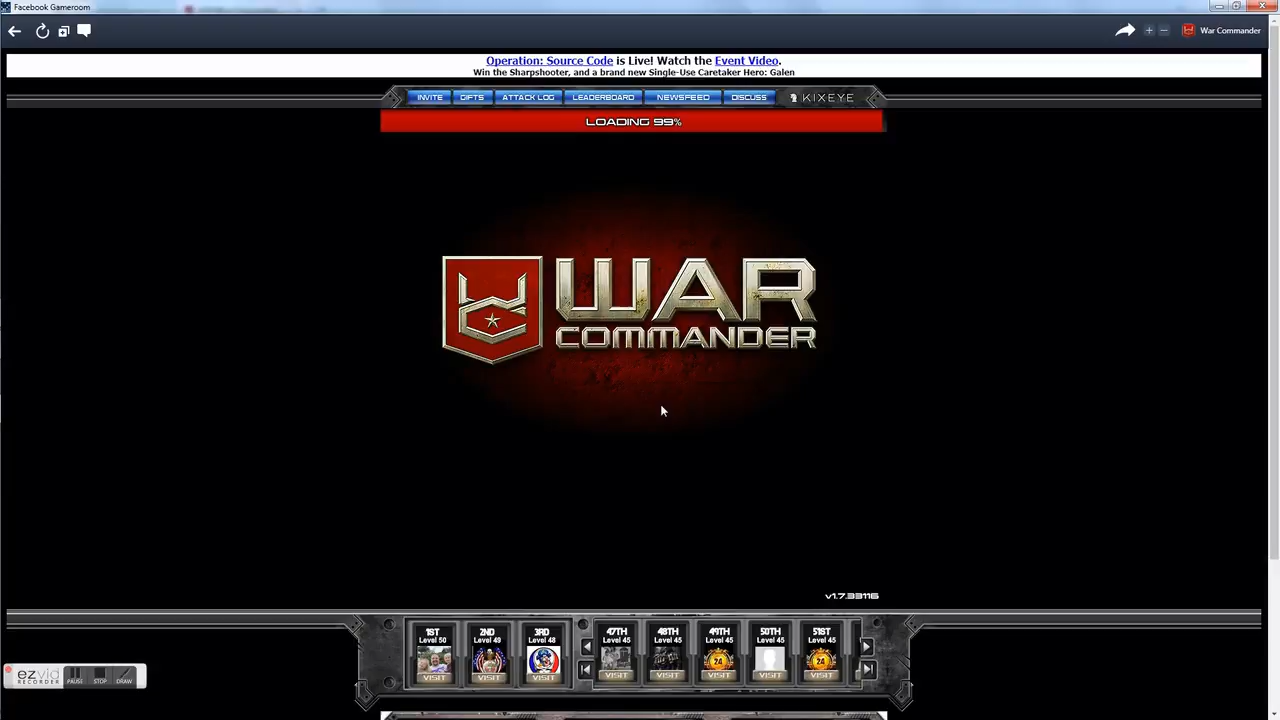 Facebook Gameroom
War Commander
Operation: Source Code is Live! Watch the Event Video.
Win the Sharpshooter, and a brand new Single-Use Caretaker Hero: Galen
INVITE GIFTS ATTACK LOG LEADERBOARD NEWSFEED DISCUSS KIXEYE
LOADING 99%
WAR
COMMANDER
v1.7.33116
1ST 2ND 3RD 47TH 48TH 49TH 50TH 51ST
Level 50 Level 49 Level 48 Level 45 Level 45 Level 45 Level 45 Level 45
VISIT VISIT VISIT VISIT VISIT VISIT VISIT VISIT
ezvid
RECORDER
PAUSE STOP DRAW